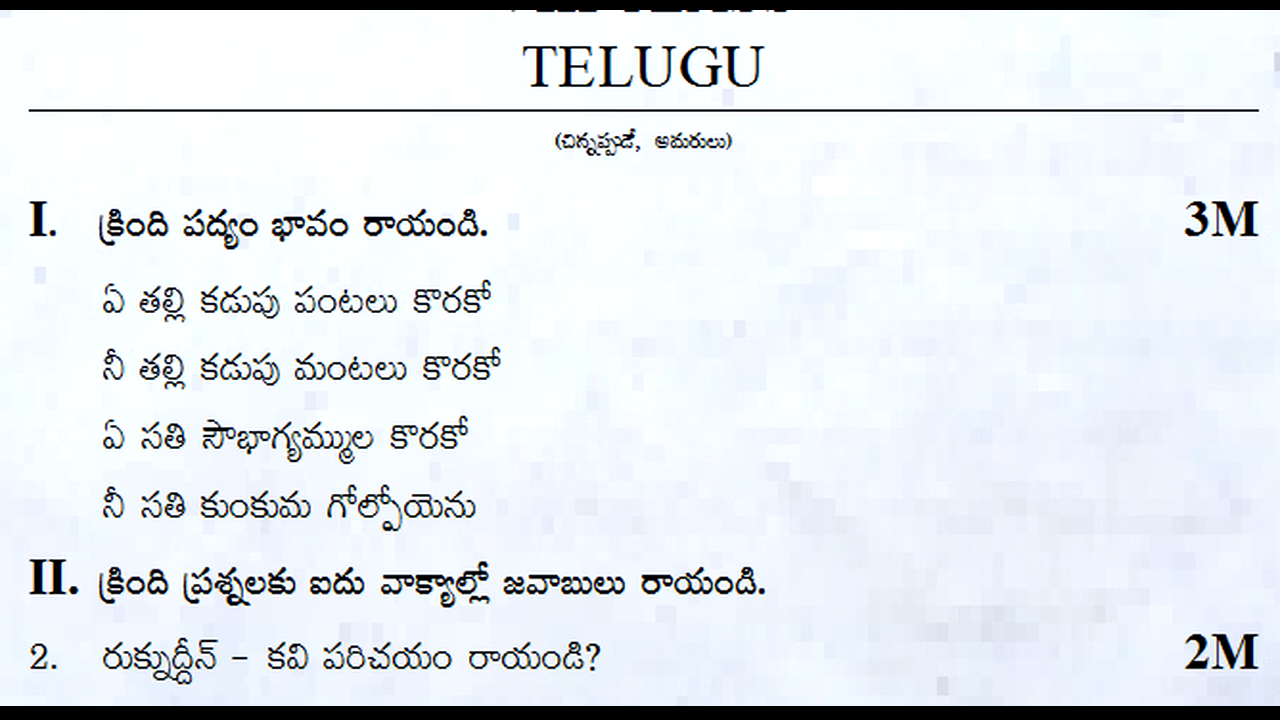 TELUGU
(చిన్నప్పుడే, అమరులు)
I. క్రింది పద్యం భావం రాయండి. 3M
ఏ తల్లి కడుపు పంటలు కొరకో
నీ తల్లి కడుపు మంటలు కొరకో
ఏ సతి సౌభాగ్యమ్ముల కొరకో
నీ సతి కుంకుమ గోల్పోయెను
II. క్రింది ప్రశ్నలకు ఐదు వాక్యాల్లో జవాబులు రాయండి.
2. రుక్నుద్దీన్ - కవి పరిచయం రాయండి? 2M